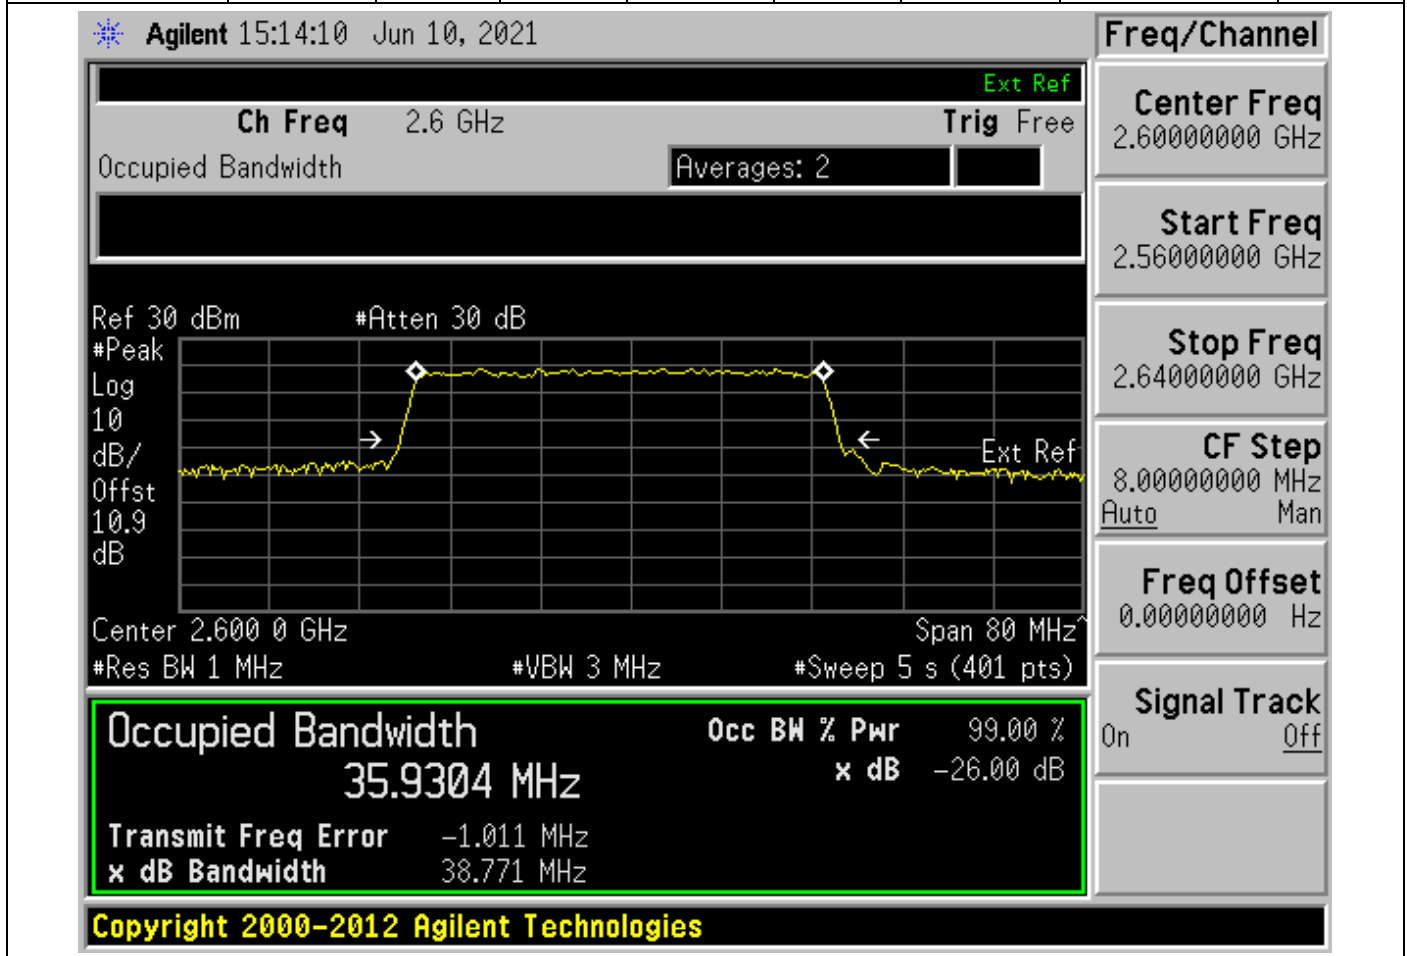 Agilent 15:14:10 Jun 10, 2021
Freq/Channel
Ext Ref
Ch Freq 2.6 GHz Trig Free
Occupied Bandwidth Averages: 2
Ref 30 dBm #Atten 30 dB
#Peak
Log
10
dB/
Offst
10.9
dB
Ext Ref
Center 2.600 0 GHz Span 80 MHz^
#Res BW 1 MHz #VBW 3 MHz #Sweep 5 s (401 pts)
Occupied Bandwidth Occ BW % Pwr 99.00 %
35.9304 MHz x dB -26.00 dB
Transmit Freq Error -1.011 MHz
x dB Bandwidth 38.771 MHz
Copyright 2000-2012 Agilent Technologies
Center Freq
2.60000000 GHz
Start Freq
2.56000000 GHz
Stop Freq
2.64000000 GHz
CF Step
8.00000000 MHz
Auto Man
Freq Offset
0.00000000 Hz
Signal Track
On Off